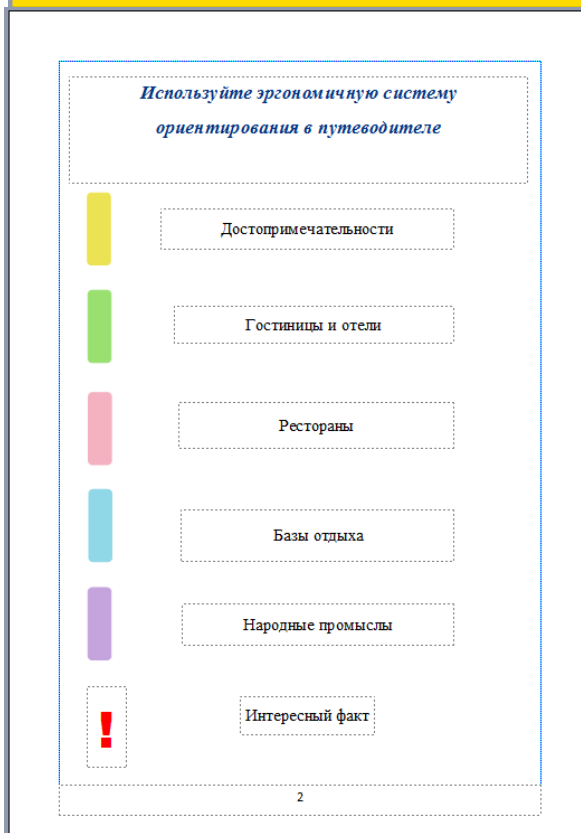 Используйте эргономичную систему
ориентирования в путеводителе
Достопримечательности
Гостиницы и отели
Рестораны
Базы отдыха
Народные промыслы
!
Интересный факт
2